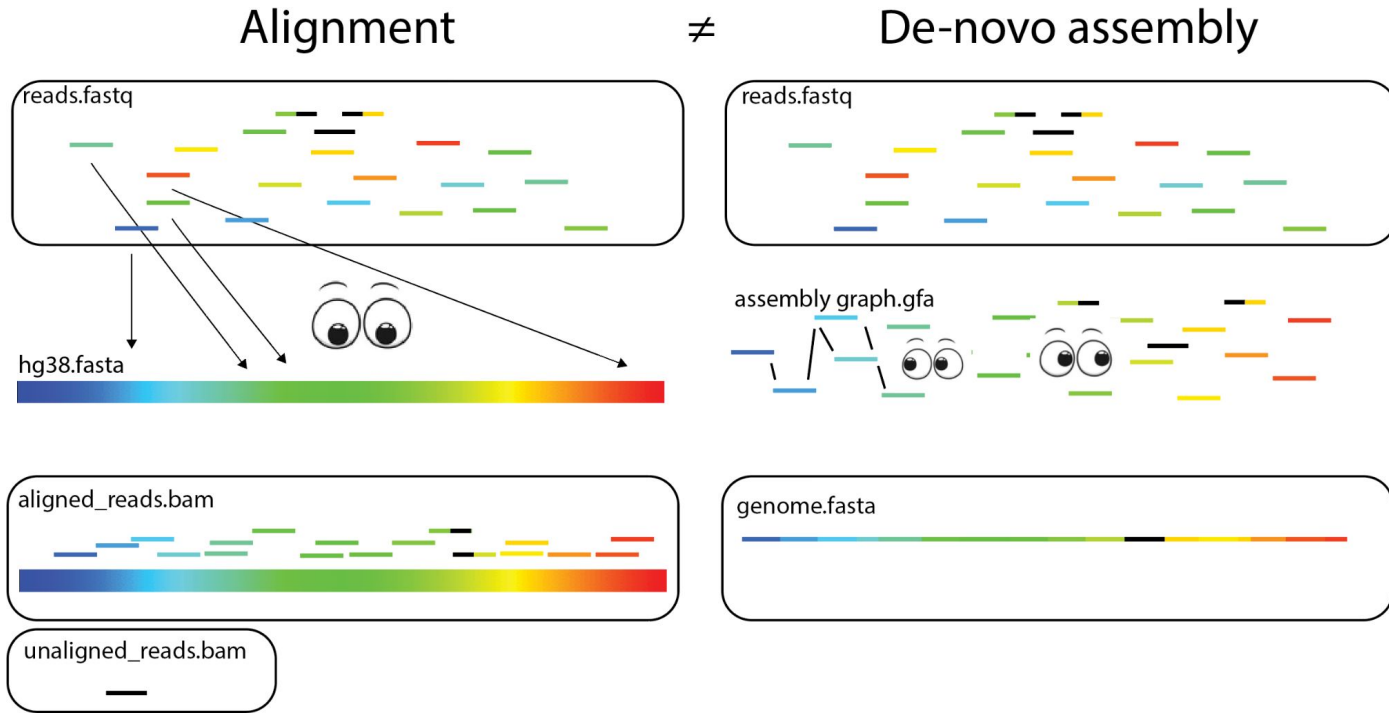 Alignment
≠
De-novo assembly
reads.fastq
reads.fastq
assembly graph.gfa
hg38.fasta
aligned_reads.bam
genome.fasta
unaligned_reads.bam